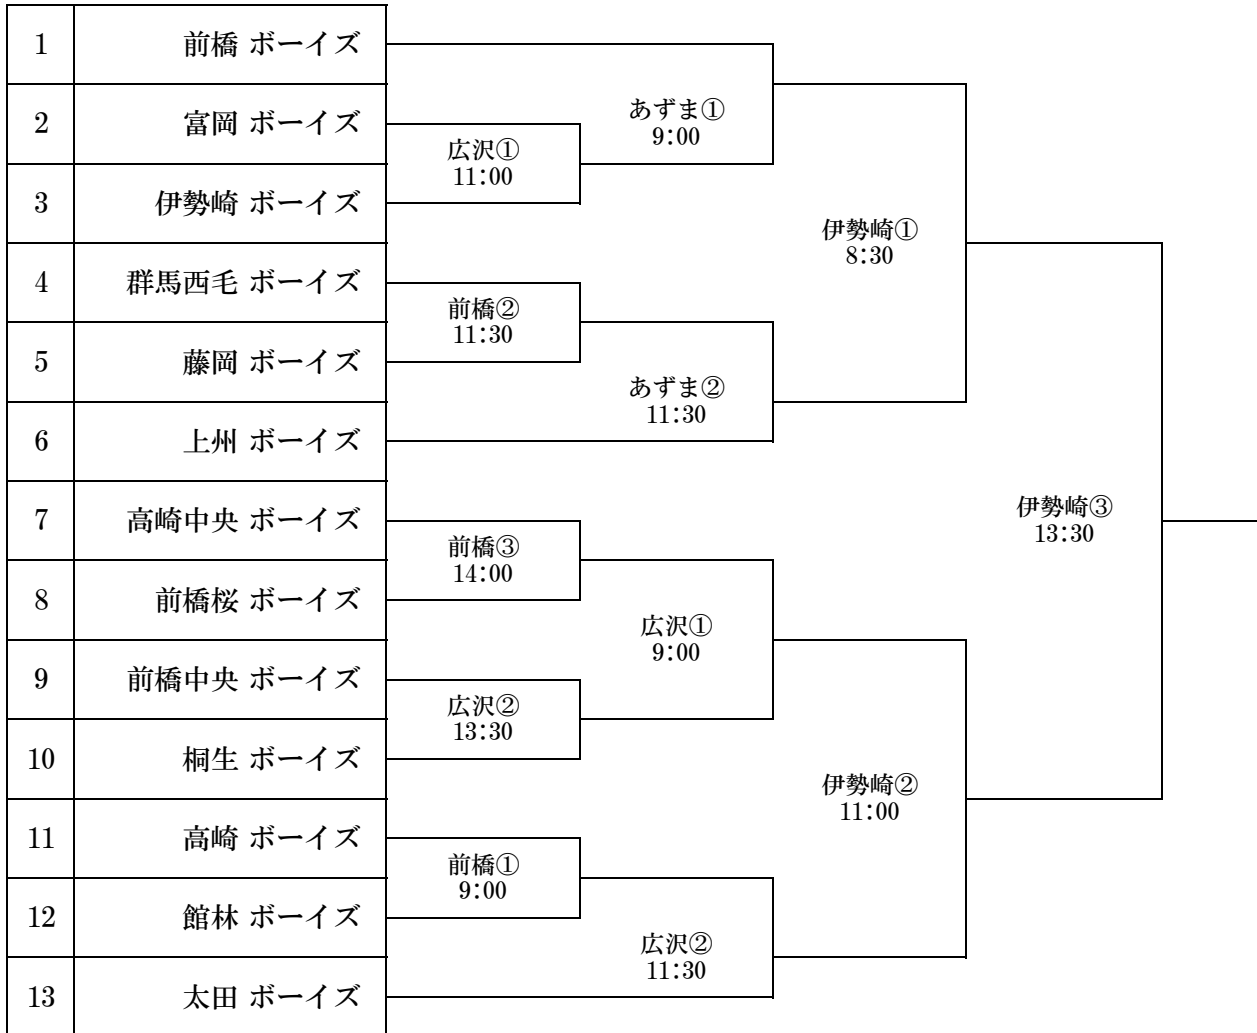 1 前橋 ボーイズ
2 富岡 ボーイズ
3 伊勢崎 ボーイズ
4 群馬西毛 ボーイズ
5 藤岡 ボーイズ
6 上州 ボーイズ
7 高崎中央 ボーイズ
8 前橋桜 ボーイズ
9 前橋中央 ボーイズ
10 桐生 ボーイズ
11 高崎 ボーイズ
12 館林 ボーイズ
13 太田 ボーイズ
広沢①
11:00
前橋②
11:30
前橋③
14:00
広沢②
13:30
前橋①
9:00
あずま①
9:00
あずま②
11:30
広沢①
9:00
広沢②
11:30
伊勢崎①
8:30
伊勢崎②
11:00
伊勢崎③
13:30